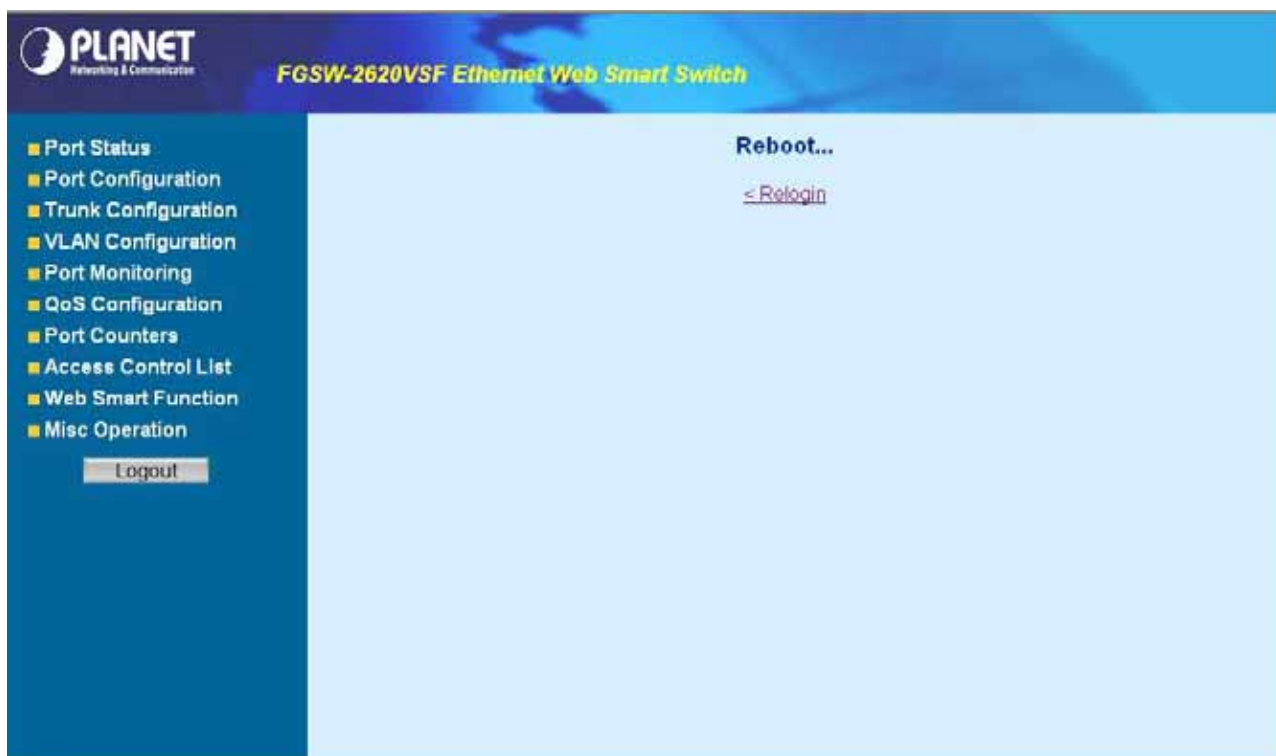 PLANET
Networking & Communication
FGSW-2620VSF Ethernet Web Smart Switch
Port Status
Port Configuration
Trunk Configuration
VLAN Configuration
Port Monitoring
QoS Configuration
Port Counters
Access Control List
Web Smart Function
Misc Operation
Logout
Reboot...
< Relogin